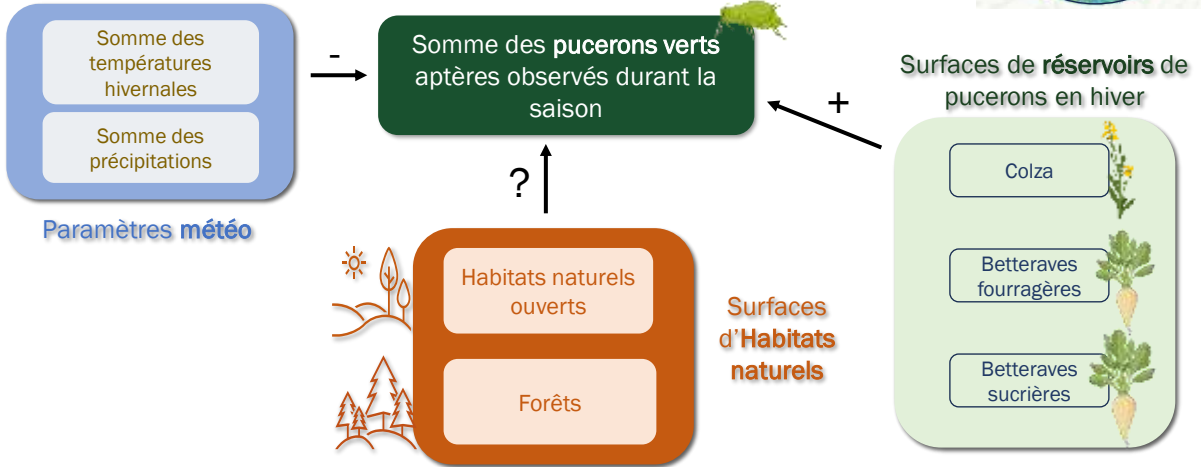 Somme des
températures
hivernales
Somme des
précipitations
Paramètres météo
-
Somme des pucerons verts
aptères observés durant la
saison
+
Surfaces de réservoirs de
pucerons en hiver
Colza
Betteraves
fourragères
Betteraves
sucrières
?
Habitats naturels
ouverts
Forêts
Surfaces
d'Habitats
naturels